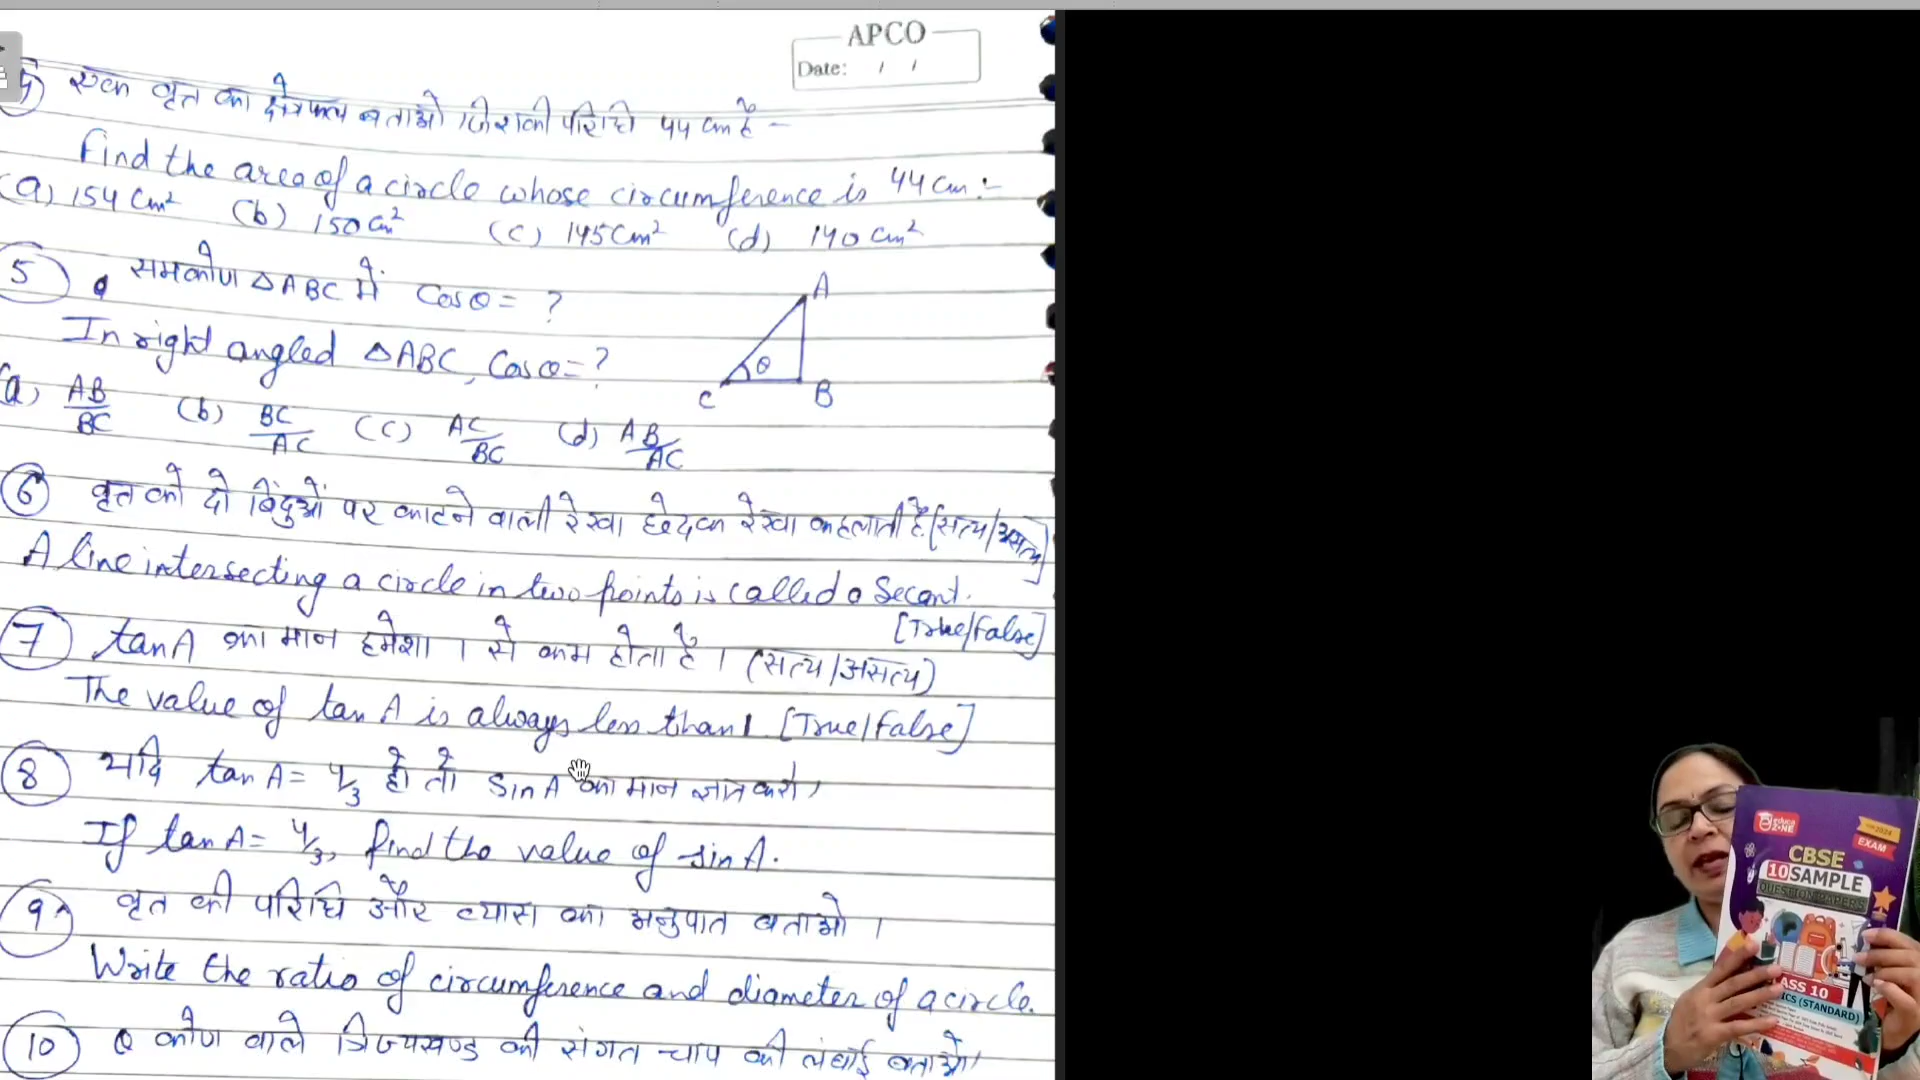 APCO
Date: / /
एक वृत्त का क्षेत्रफल बताओ जिसकी परिधि 44 cm है -
Find the area of a circle whose circumference is 44 cm :-
(a) 154 cm² (b) 150 cm² (c) 145 cm² (d) 140 cm²
5 समकोण △ABC में Cosθ = ?
In right angled △ABC, Cosθ = ?
A
θ
C B
(a) AB/BC (b) BC/AC (c) AC/BC (d) AB/AC
6 वृत्त को दो बिंदुओं पर काटने वाली रेखा छेदक रेखा कहलाती है [सत्य/असत्य]
A line intersecting a circle in two points is called a Secant.
[True/False]
7 tanA का मान हमेशा 1 से कम होता है । (सत्य/असत्य)
The value of tan A is always less than 1 [True/False]
8 यदि tan A = 4/3 हो तो sin A का मान ज्ञात करो ,
If tan A = 4/3, find the value of sin A.
9 वृत की परिधि और व्यास का अनुपात बताओ ।
Write the ratio of circumference and diameter of a circle.
10 θ कोण वाले त्रिज्यखण्ड की संगत चाप की लंबाई बताओ ।
educa
ZONE
EXAM
CBSE
10 SAMPLE
QUESTION PAPERS
ASS 10
ICS (STANDARD)